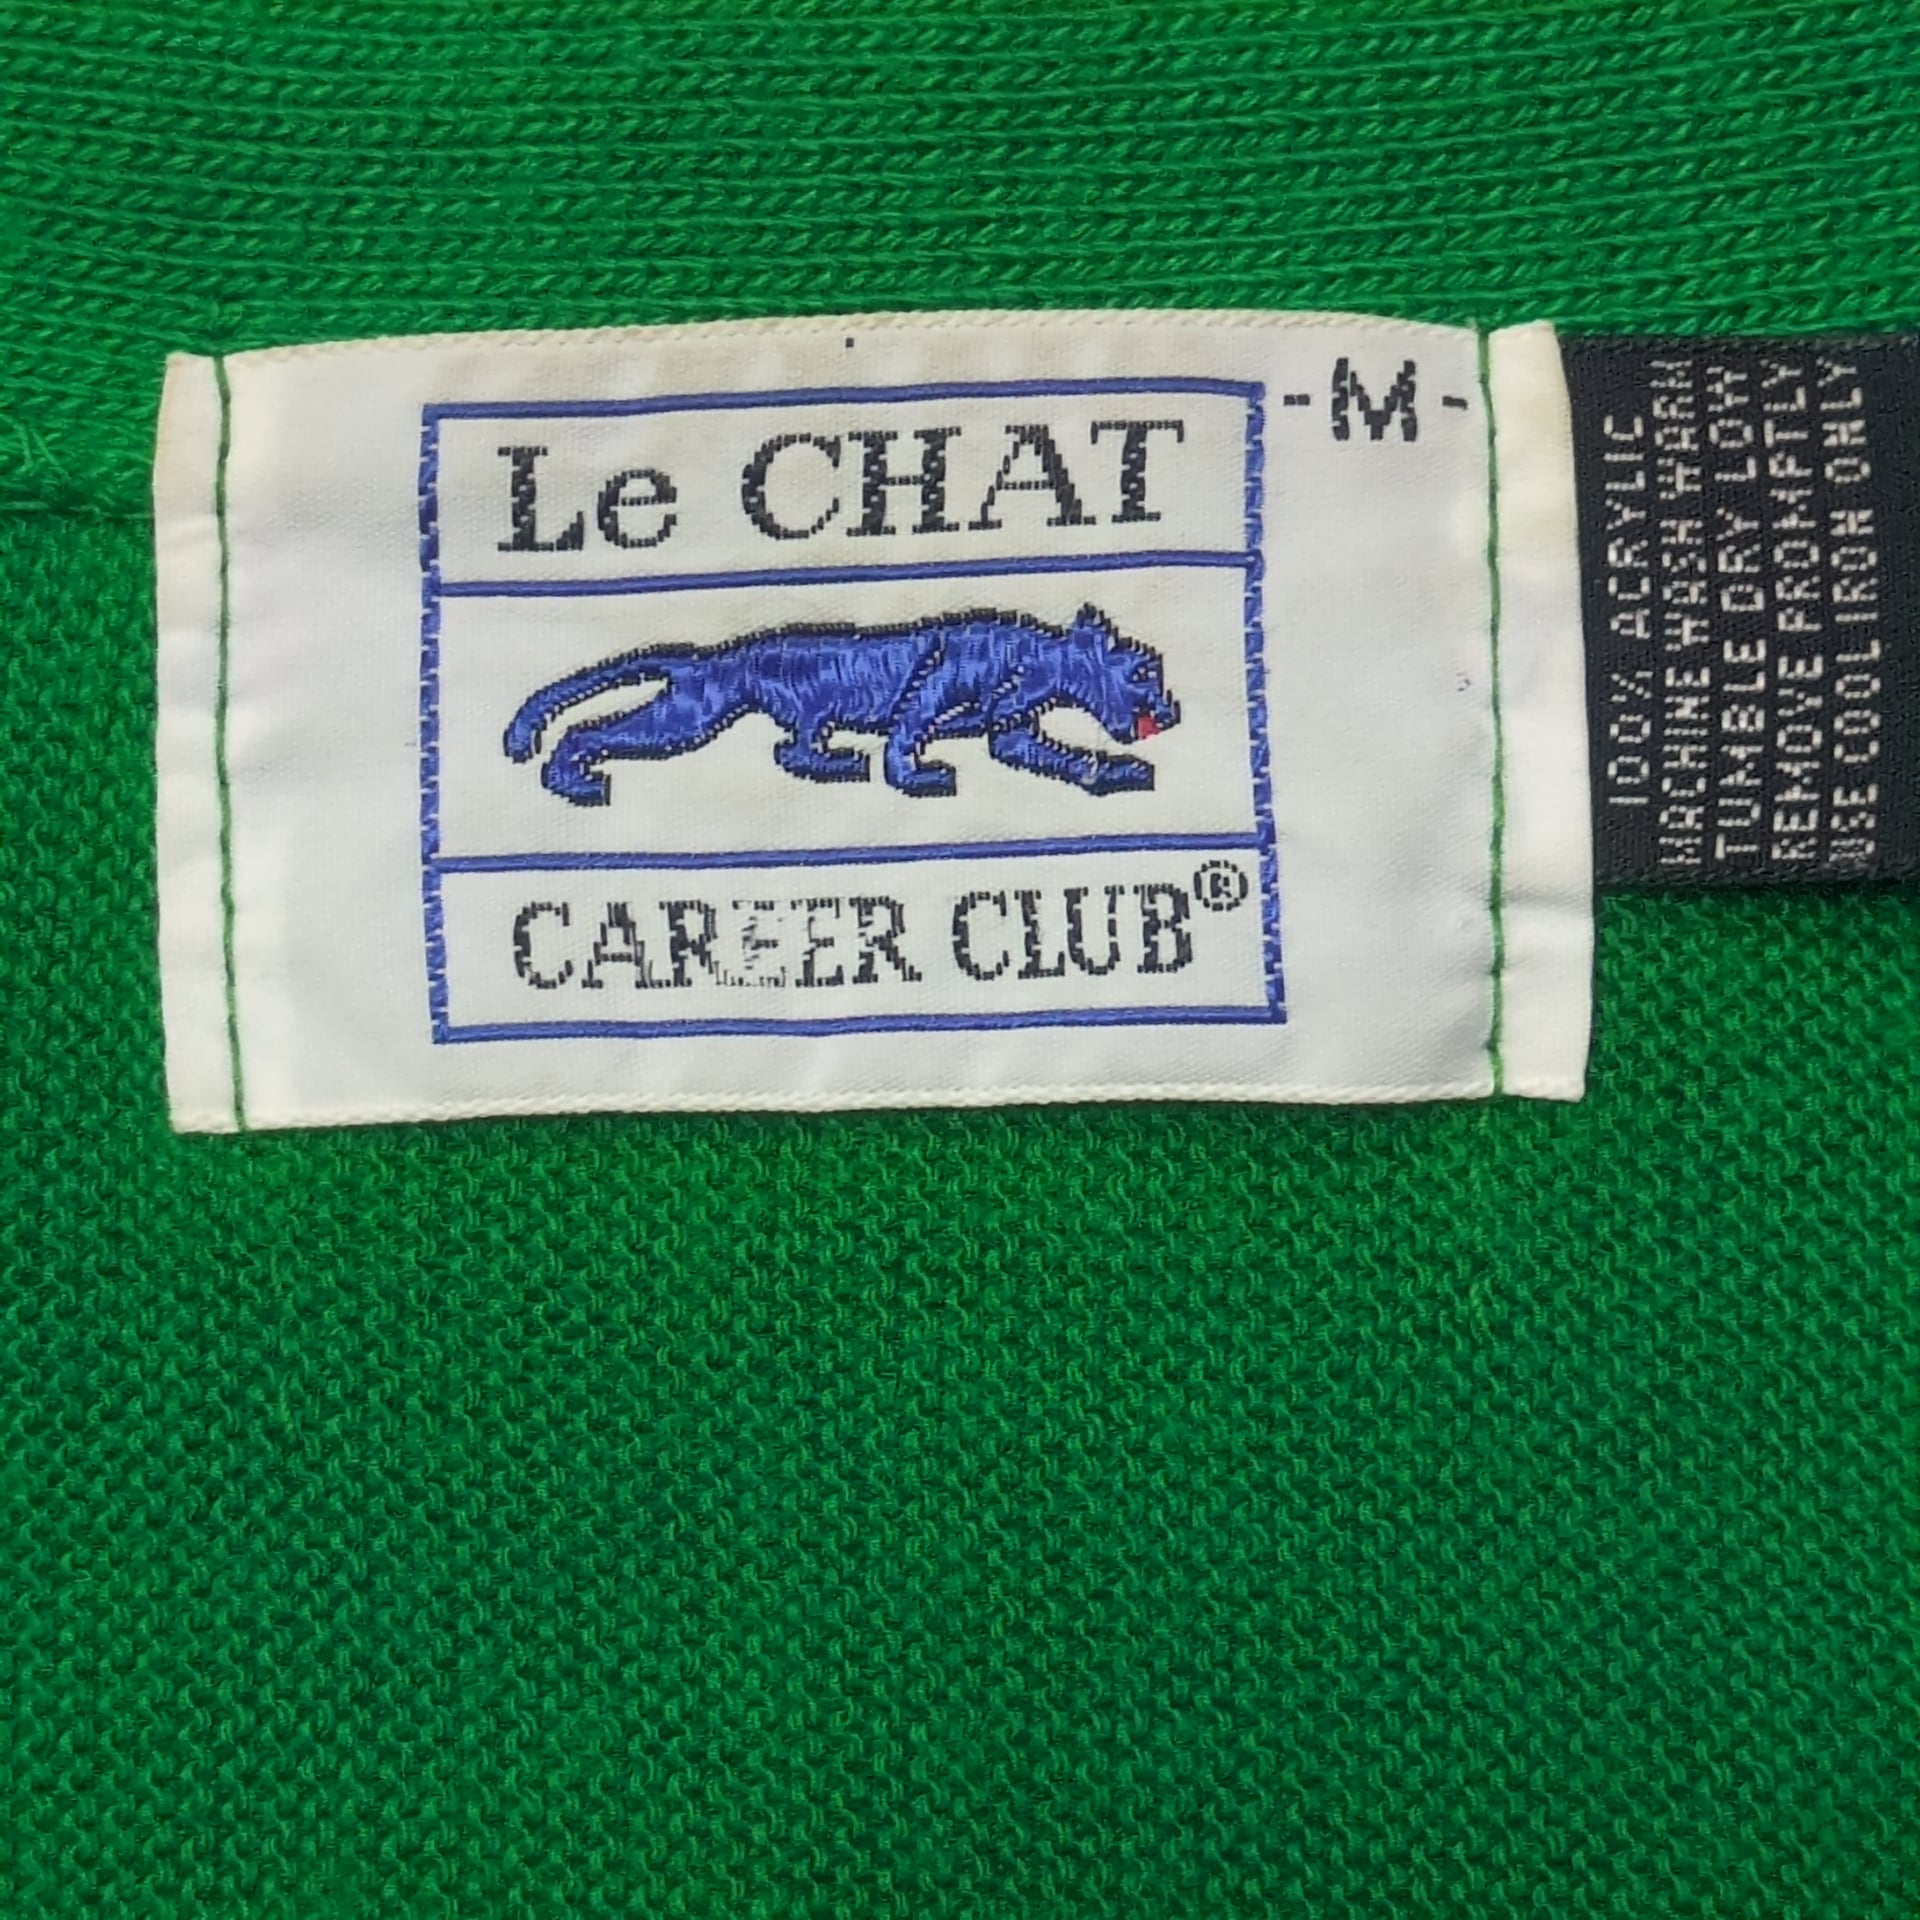 Le CHAT
-M-
CAREER CLUB®
100% ACRYLIC
MACHINE WASH WARM
TUMBLE DRY LOW
REMOVE PROMPTLY
USE COOL IRON ONLY